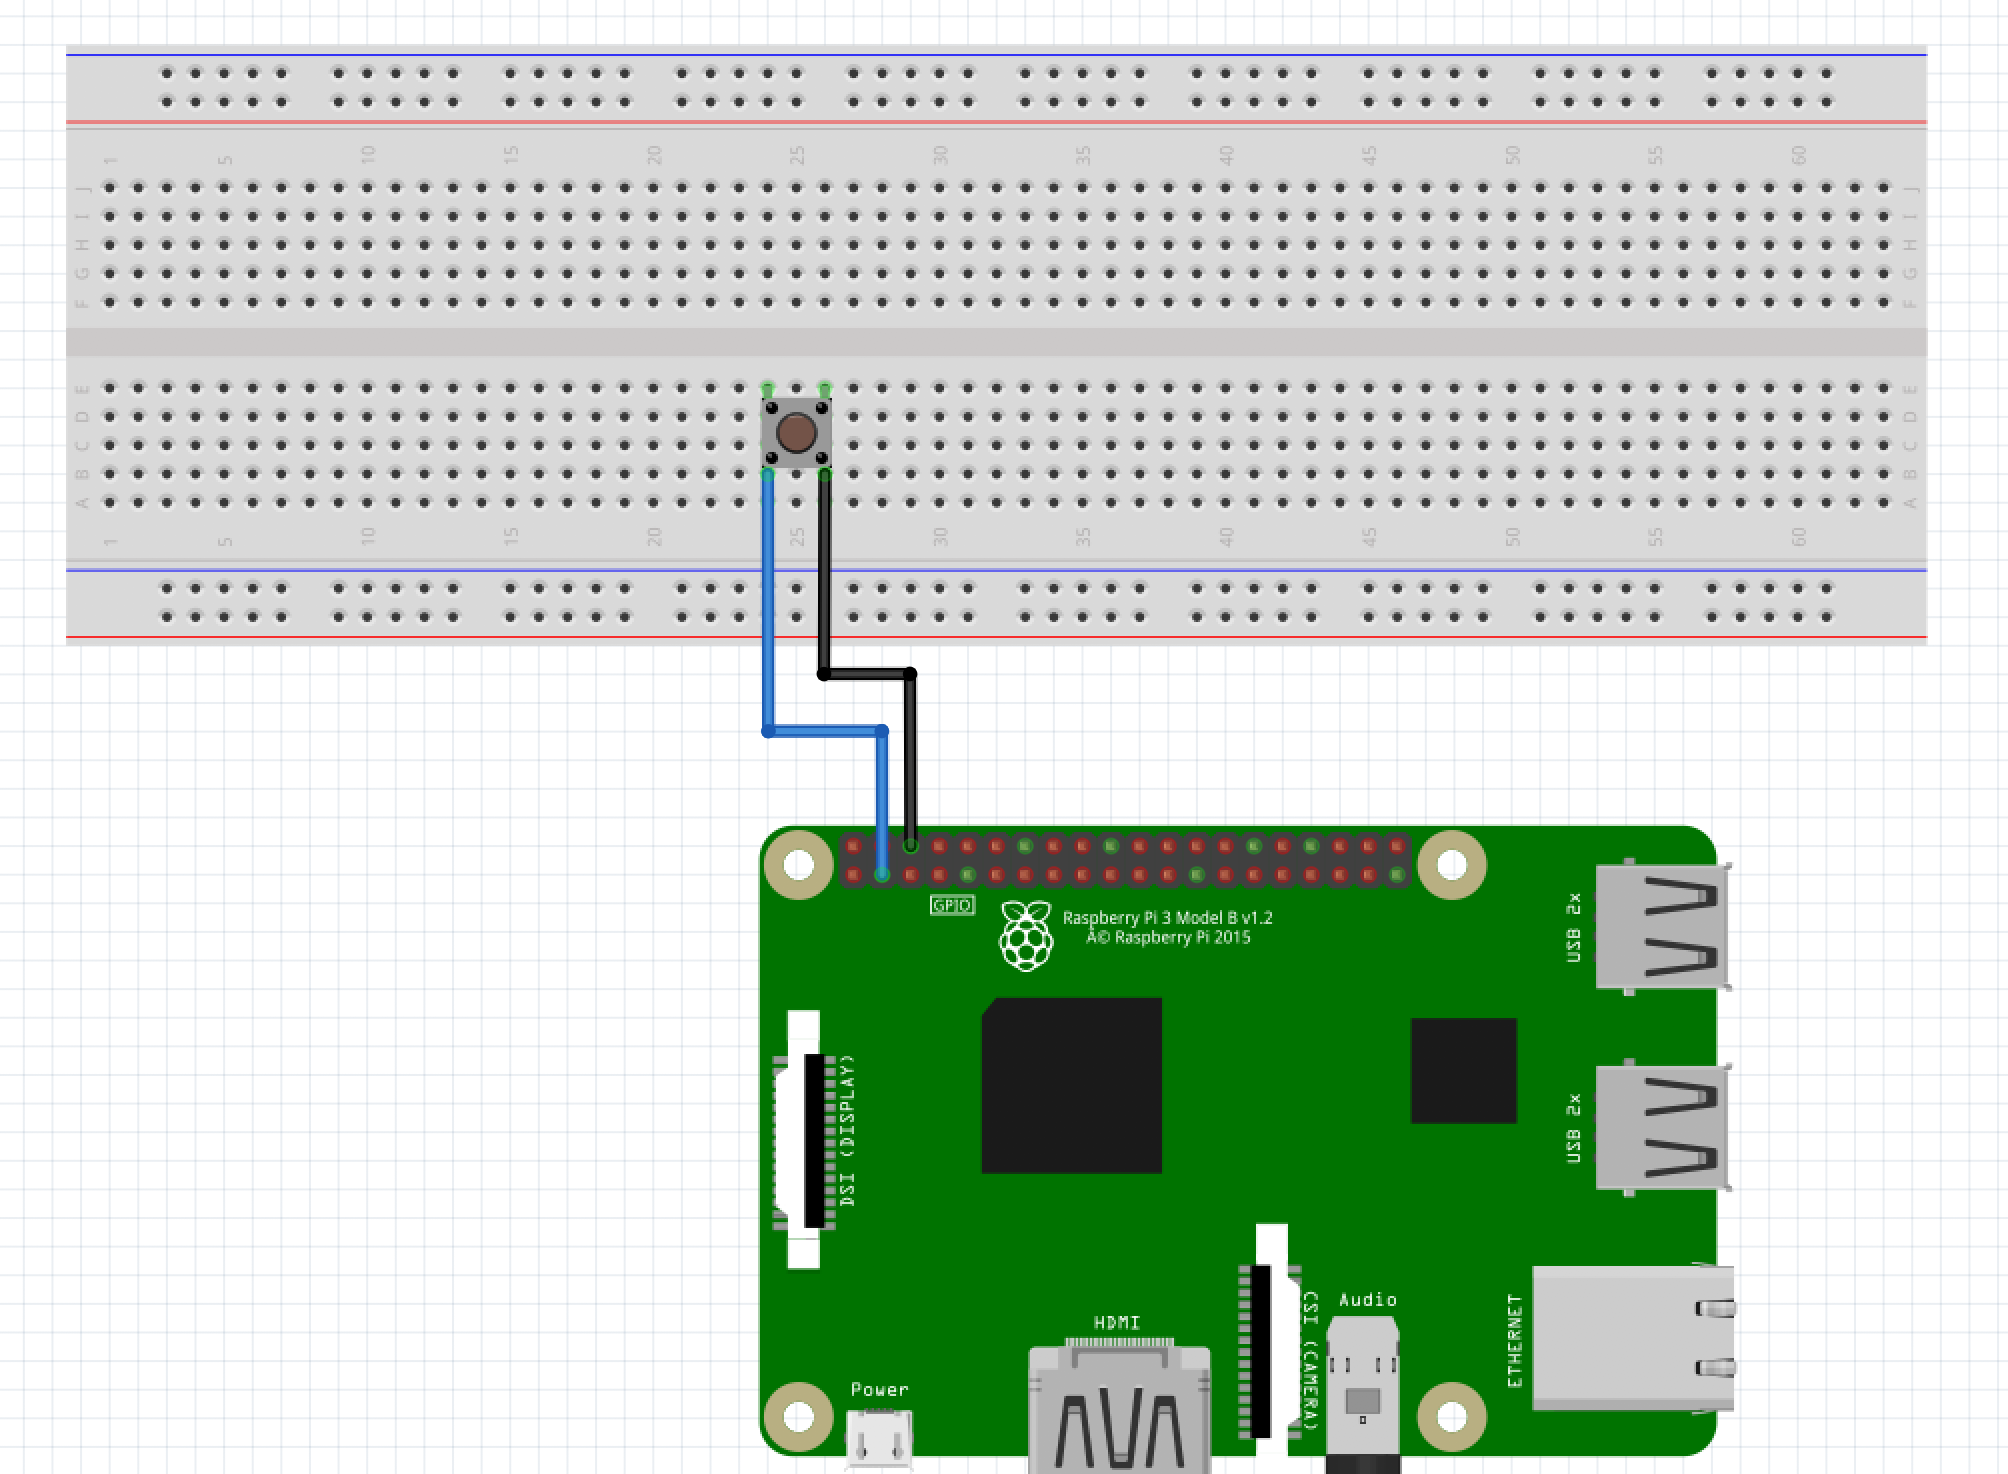 1 5 10 15 20 25 30 35 40 45 50 55 60
J J
I I
H H
G G
F F
E E
D D
C C
B B
A A
1 5 10 15 20 25 30 35 40 45 50 55 60
GPIO
Raspberry Pi 3 Model B v1.2
Â© Raspberry Pi 2015
USB 2x
DSI (DISPLAY)
USB 2x
CSI (CAMERA)
Audio
ETHERNET
HDMI
Power